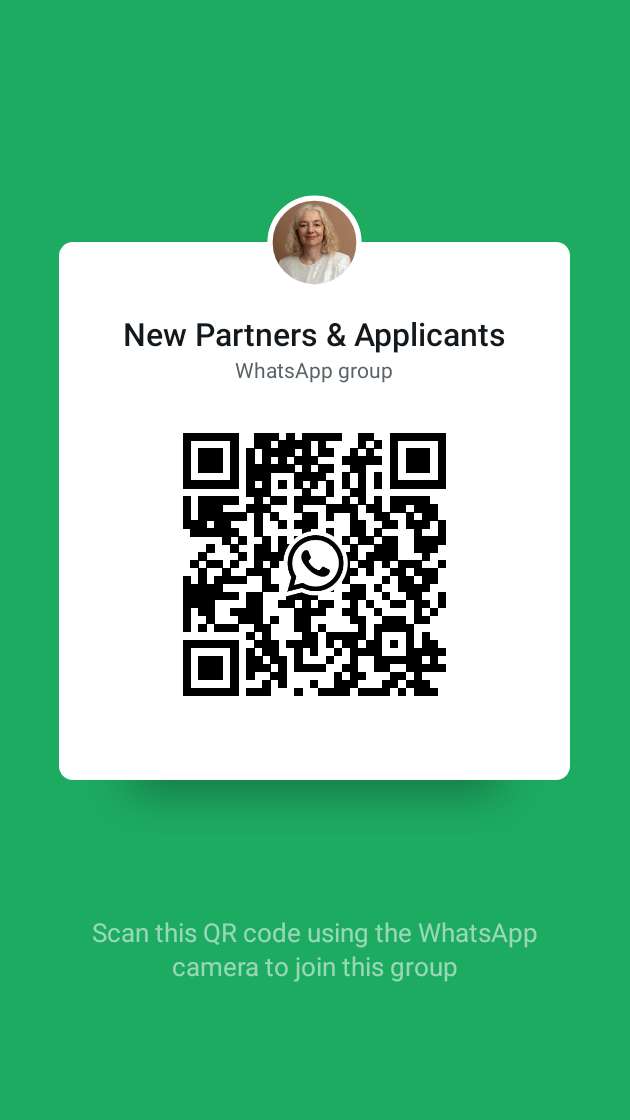 New Partners & Applicants
WhatsApp group
Scan this QR code using the WhatsApp
camera to join this group